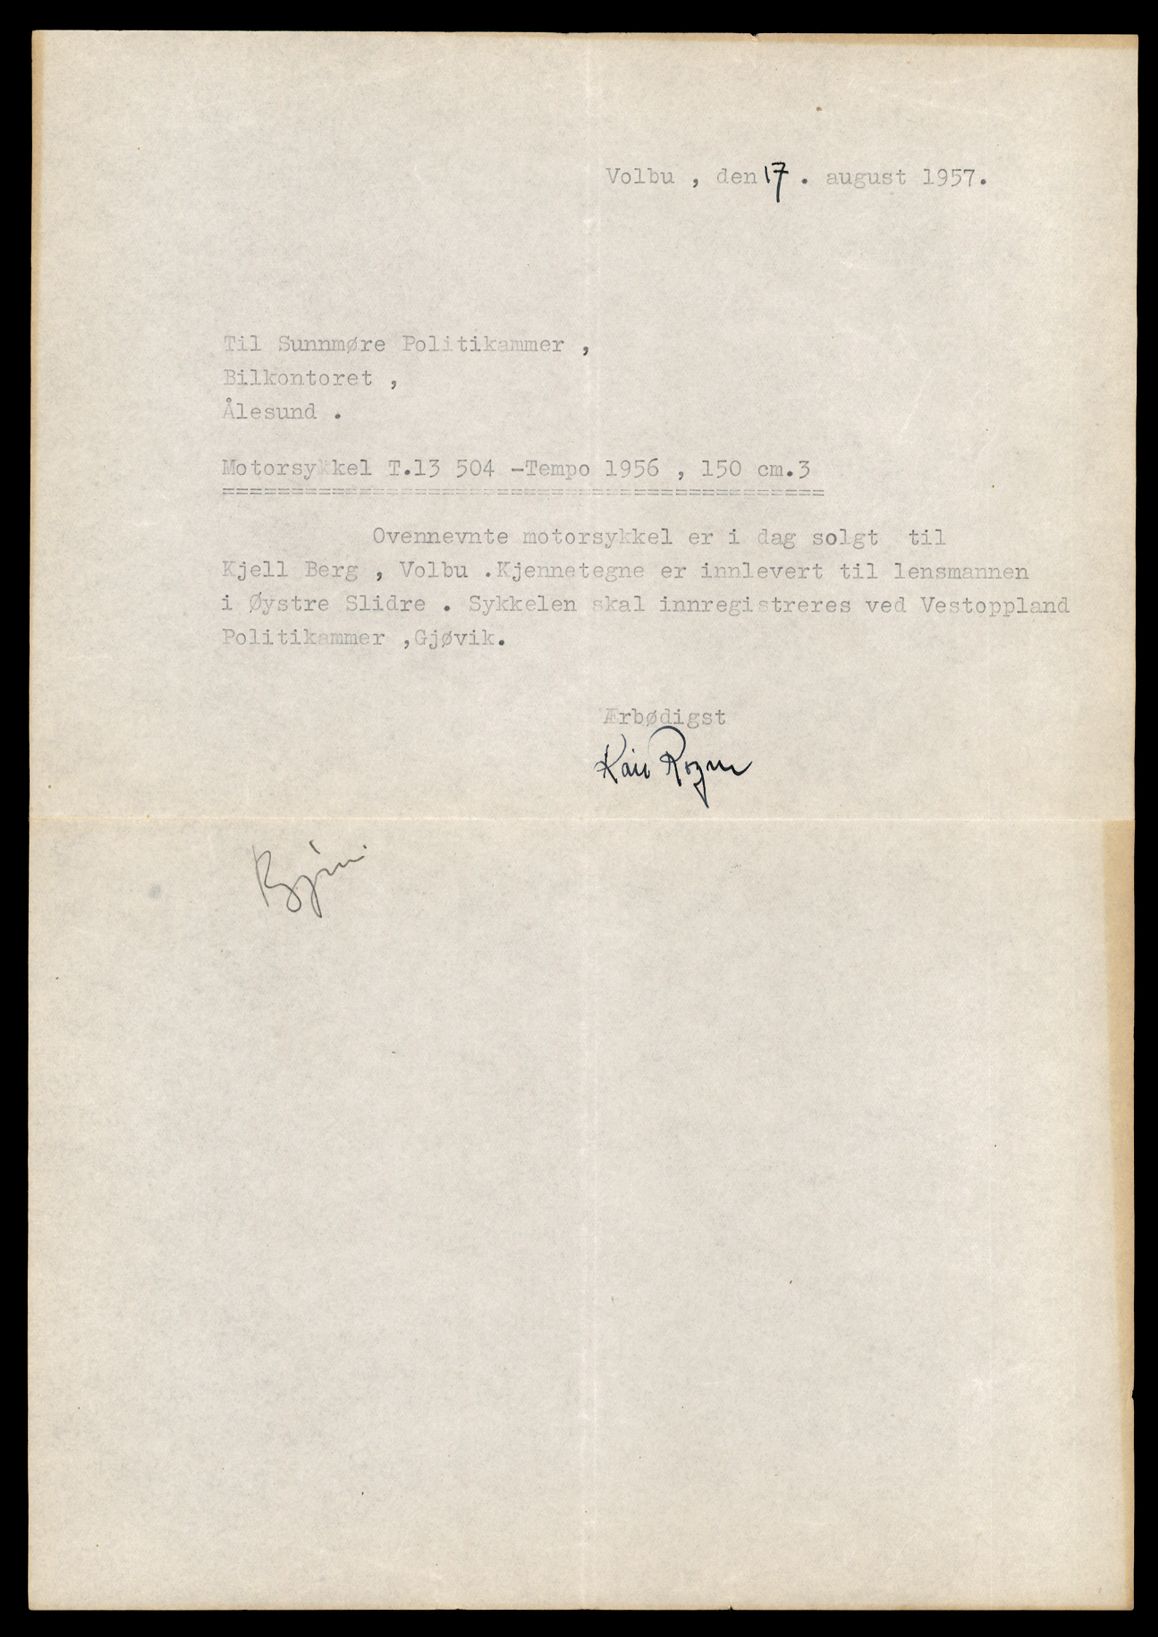 Volbu , den 17 . august 1957.
Til Sunnmøre Politikammer ,
Bilkontoret ,
Ålesund .
Motorsykkel T.13 504 -Tempo 1956 , 150 cm.3
============================================
Ovennevnte motorsykkel er i dag solgt til
Kjell Berg , Volbu .Kjennetegne er innlevert til lensmannen
i Øystre Slidre . Sykkelen skal innregistreres ved Vestoppland
Politikammer ,Gjøvik.
Ærbødigst